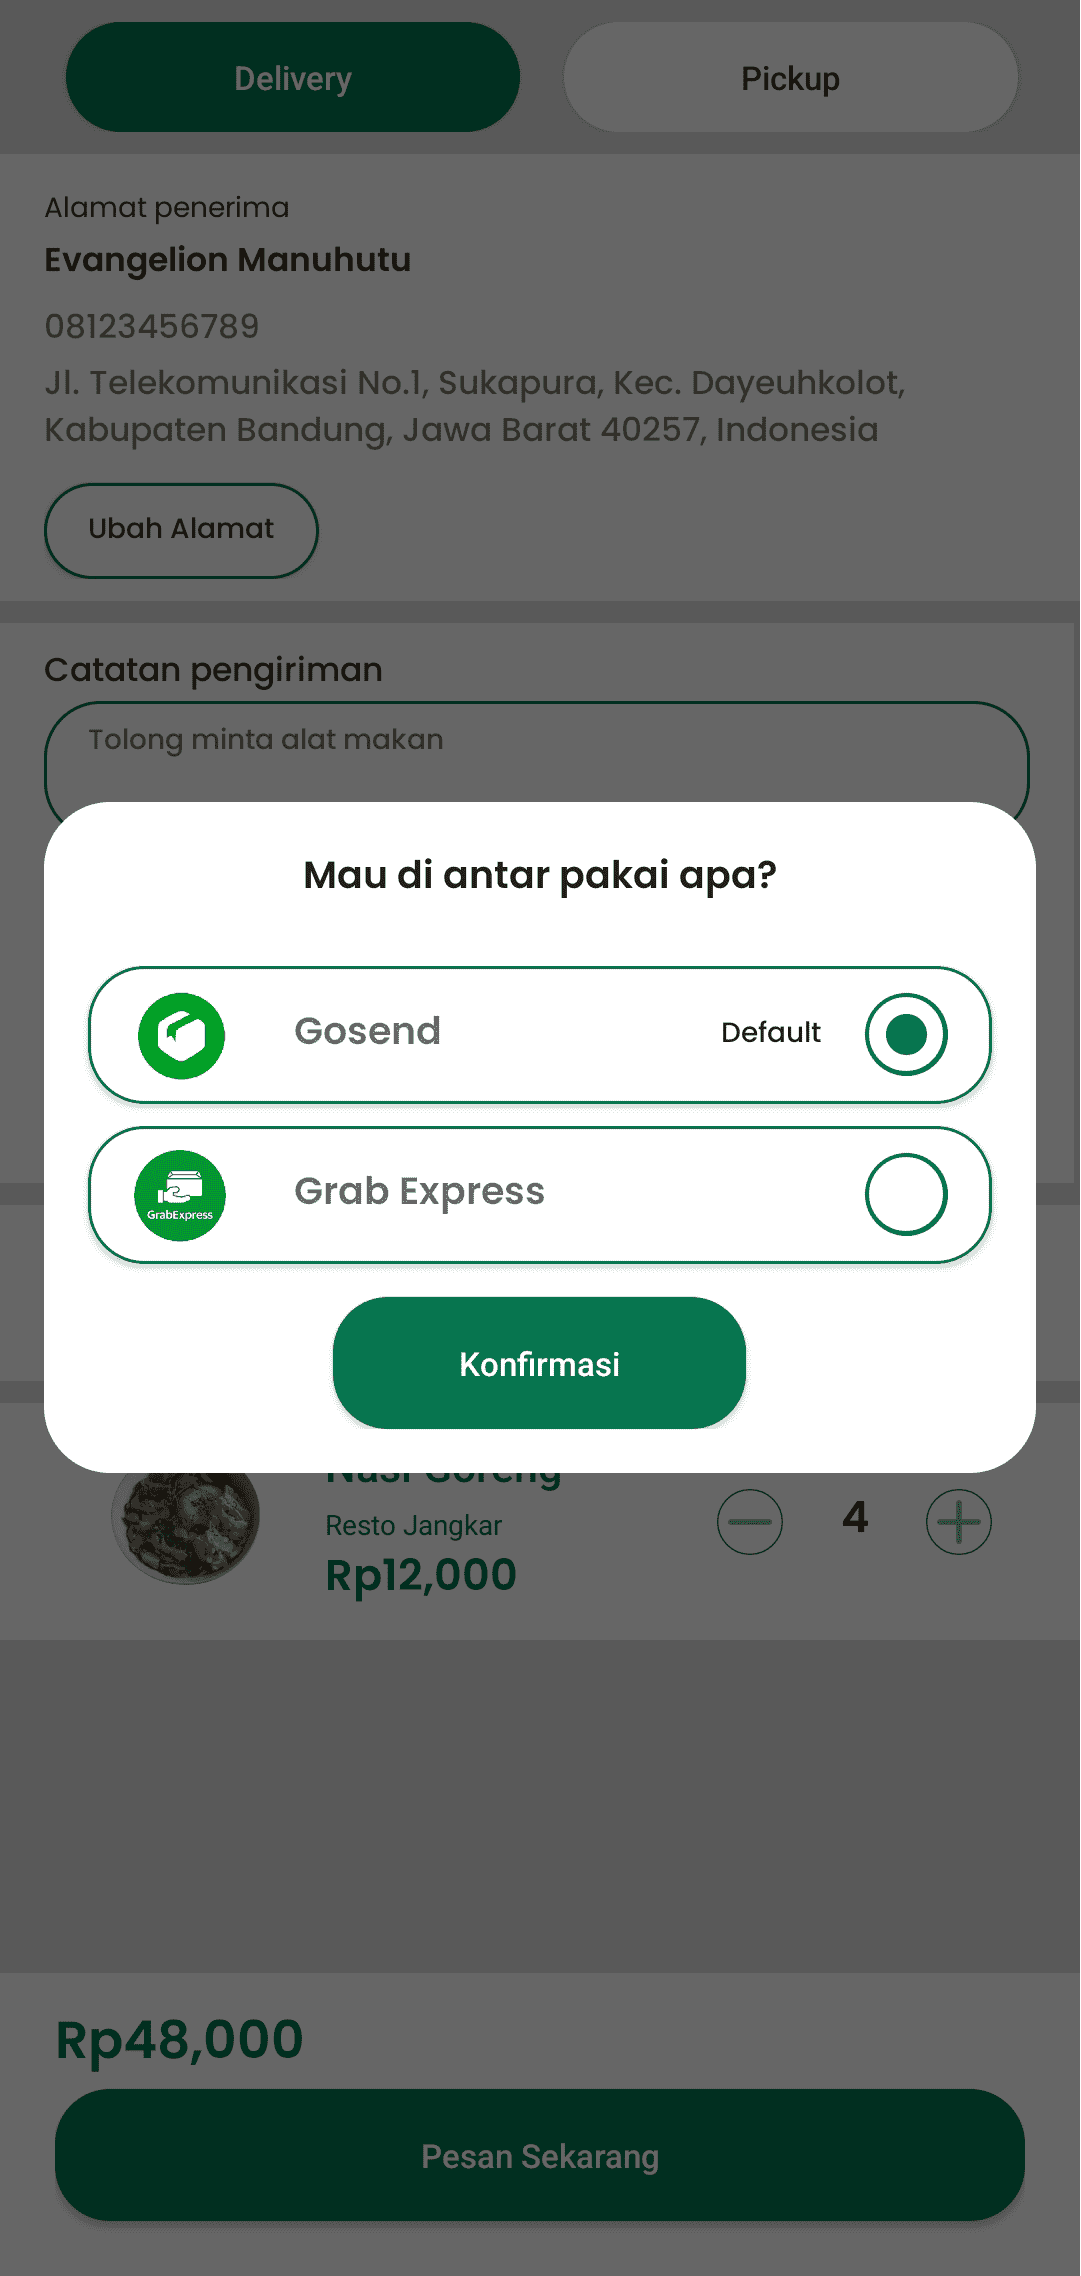 Delivery
Pickup
Alamat penerima
Evangelion Manuhutu
08123456789
Jl. Telekomunikasi No.1, Sukapura, Kec. Dayeuhkolot,
Kabupaten Bandung, Jawa Barat 40257, Indonesia
Ubah Alamat
Catatan pengiriman
Tolong minta alat makan
Mau di antar pakai apa?
Gosend
Default
GrabExpress
Grab Express
Konfirmasi
Nasi Goreng
Resto Jangkar
4
Rp12,000
Rp48,000
Pesan Sekarang